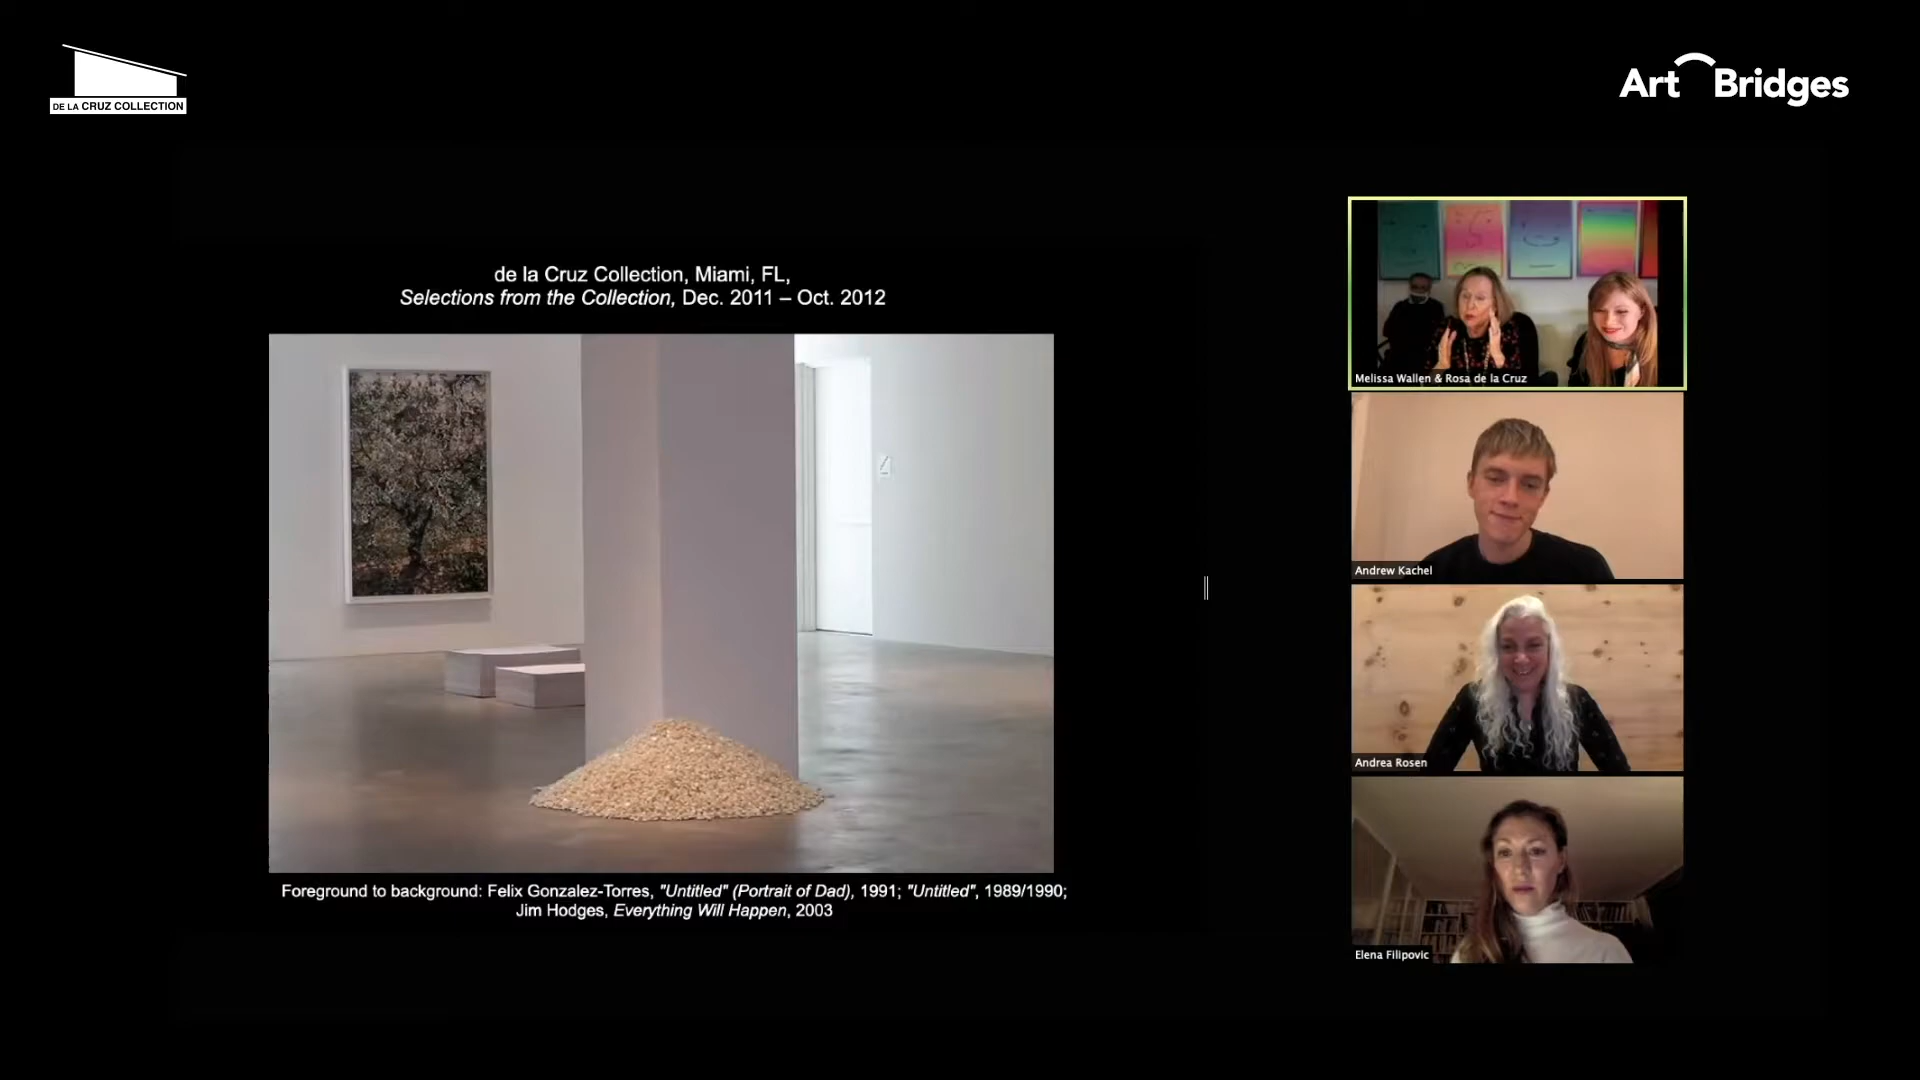 DE LA CRUZ COLLECTION
Art Bridges
de la Cruz Collection, Miami, FL,
Selections from the Collection, Dec. 2011 – Oct. 2012
Foreground to background: Felix Gonzalez-Torres, "Untitled" (Portrait of Dad), 1991; "Untitled", 1989/1990;
Jim Hodges, Everything Will Happen, 2003
Melissa Wallen & Rosa de la Cruz
Andrew Kachel
Andrea Rosen
Elena Filipovic